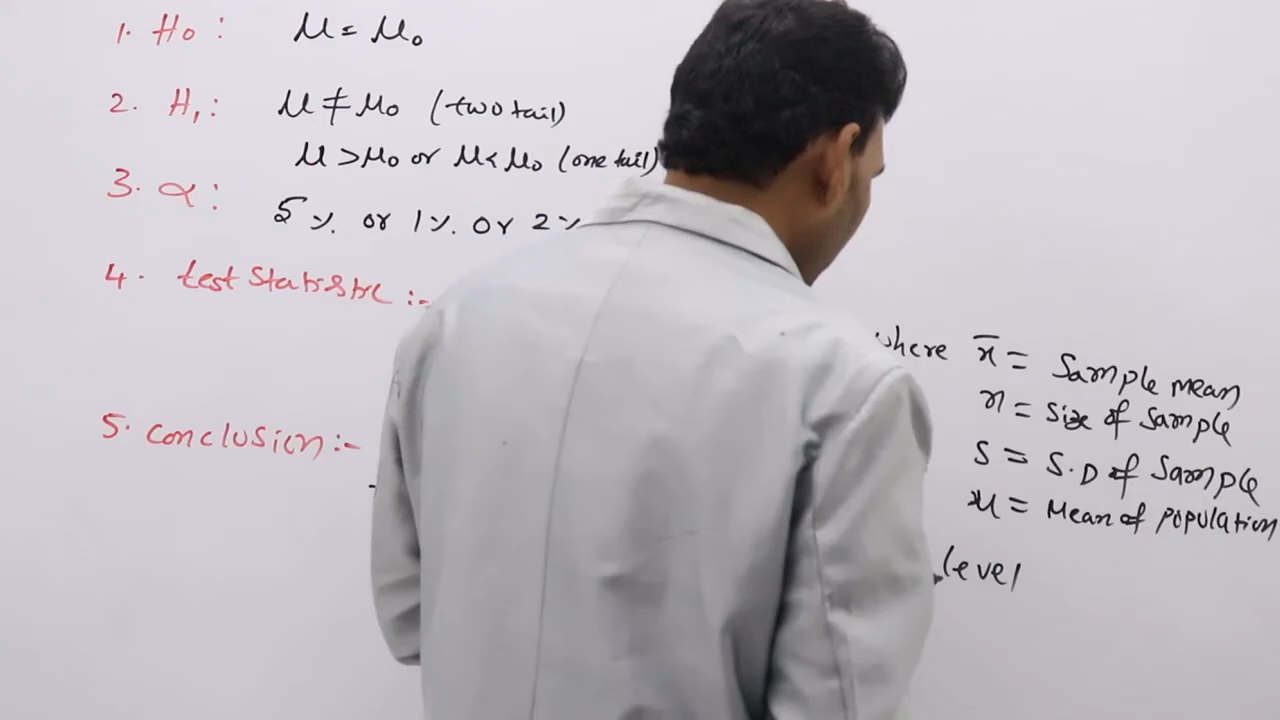 1. H0 : μ = μ0
2. H1 : μ ≠ μ0 (two tail)
μ > μ0 or μ < μ0 (one tail)
3. α : 5 %. or 1 %. or 2 %
4. test statistic :-
where x̄ = Sample mean
n = size of sample
5. conclusion :-
S = S.D of Sample
μ = Mean of population
level